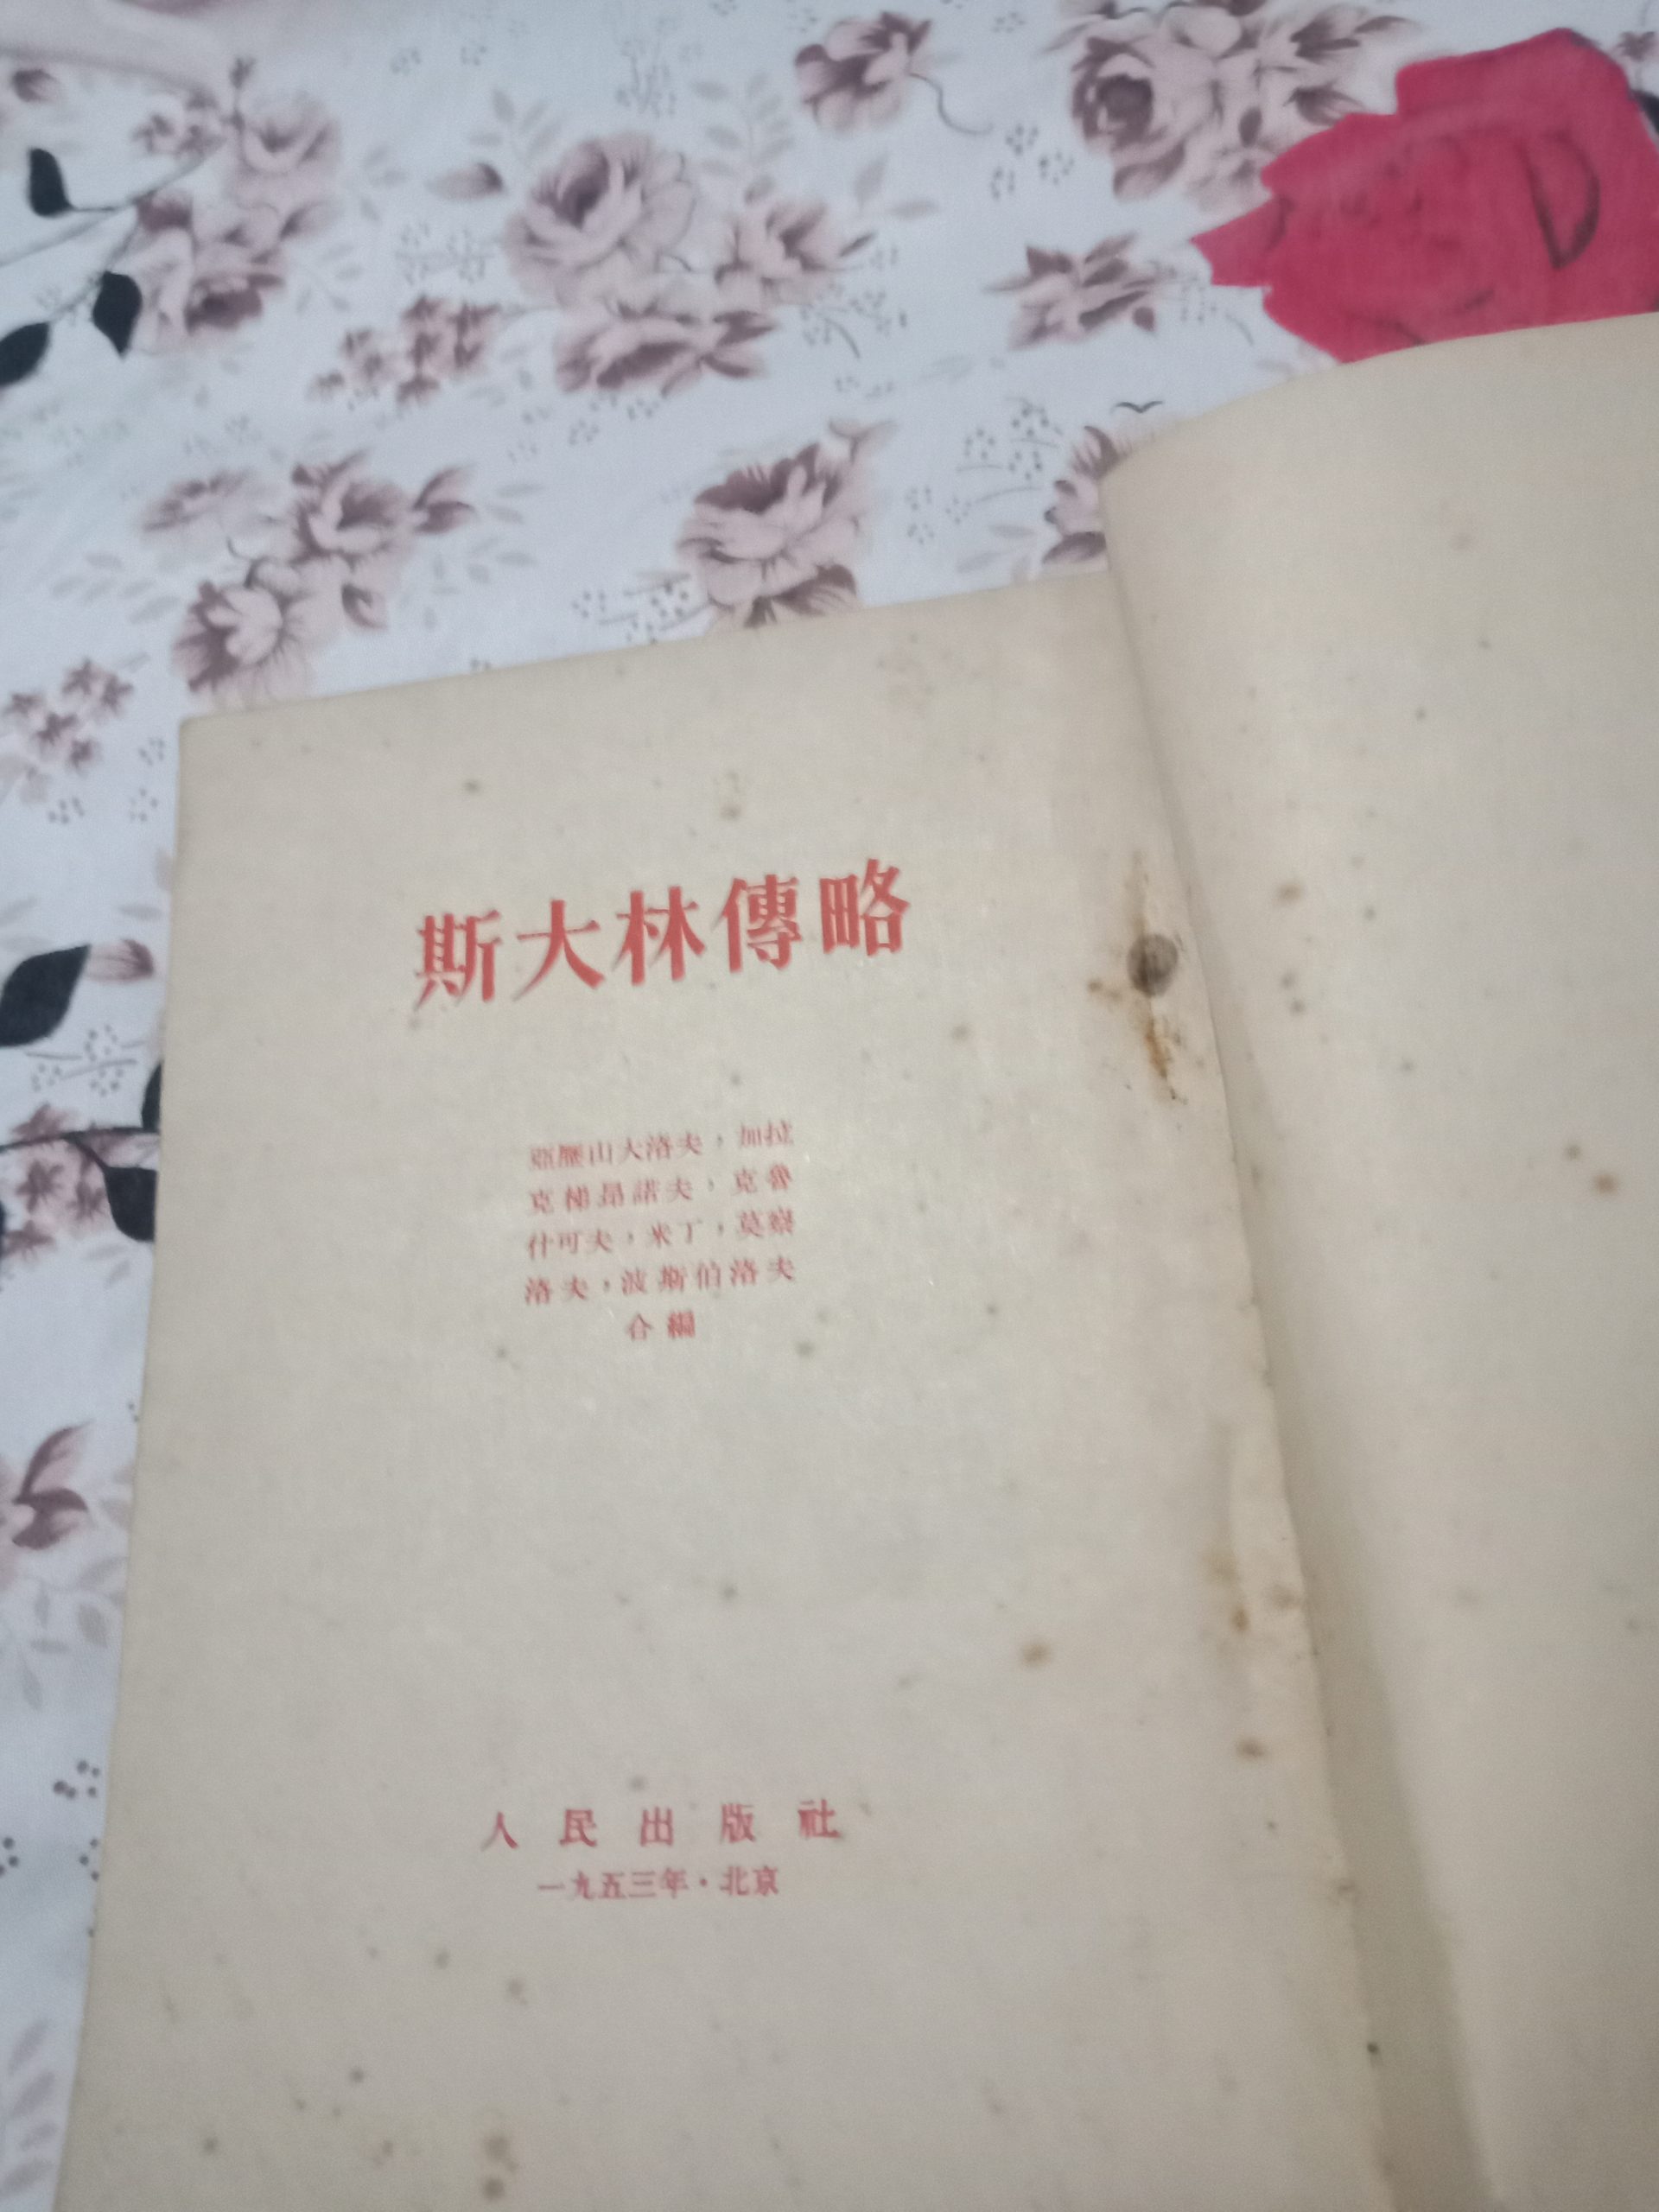 斯大林傳略
亞歷山大洛夫，加拉
克梯昂諾夫，克魯
什可夫，米丁，莫察
洛夫，波斯伯洛夫
合編
人民出版社
一九五三年·北京